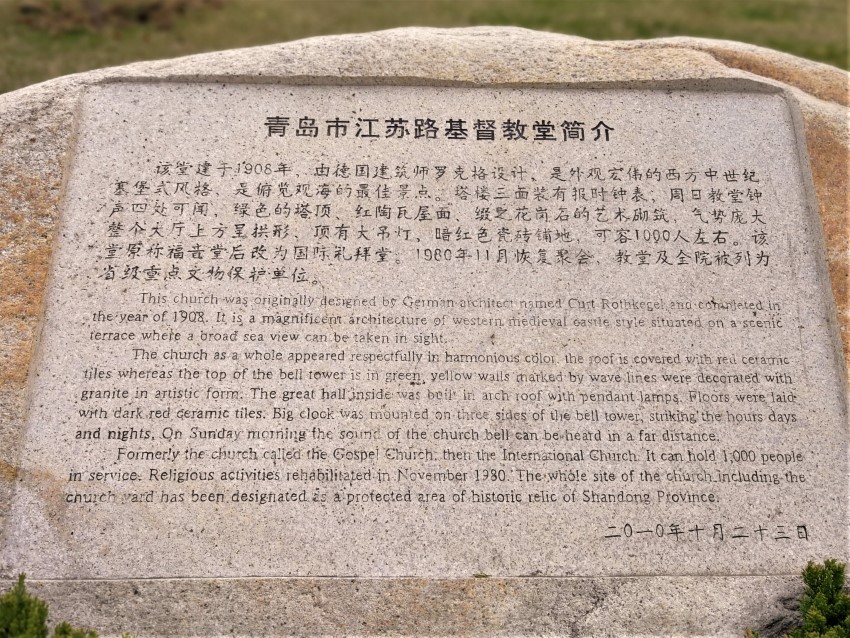 青岛市江苏路基督教堂简介
该堂建于1908年，由德国建筑师罗克格设计，是外观宏伟的西方中世纪
塞堡式风格，是俯览观海的最佳景点。塔楼三面装有报时钟表，周日教堂钟
声四处可闻，绿色的塔顶，红陶瓦屋面，缀之花岗石的艺术砌筑，气势庞大
整个大厅上方呈拱形，顶有大吊灯，暗红色瓷砖铺地，可容1000人左右。该
堂原称福音堂后改为国际礼拜堂。1980年11月恢复聚会，教堂及全院被列为
省级重点文物保护单位。
This church was originally designed by German architect named Curt Rothkegel and completed in
the year of 1908. It is a magnificent architecture of western medieval castle style situated on a scenic
terrace where a broad sea view can be taken in sight.
The church as a whole appeared respectfully in harmonious color, the roof is covered with red ceramic
tiles whereas the top of the bell tower is in green, yellow walls marked by wave lines were decorated with
granite in artistic form. The great hall inside was built in arch roof with pendant lamps. Floors were laid
with dark red ceramic tiles. Big clock was mounted on three sides of the bell tower, striking the hours days
and nights. On Sunday morning the sound of the church bell can be heard in a far distance.
Formerly the church called the Gospel Church, then the International Church. It can hold 1,000 people
in service. Religious activities rehabilitated in November 1980. The whole site of the church including the
church yard has been designated as a protected area of historic relic of Shandong Province.
二〇一〇年十月二十三日